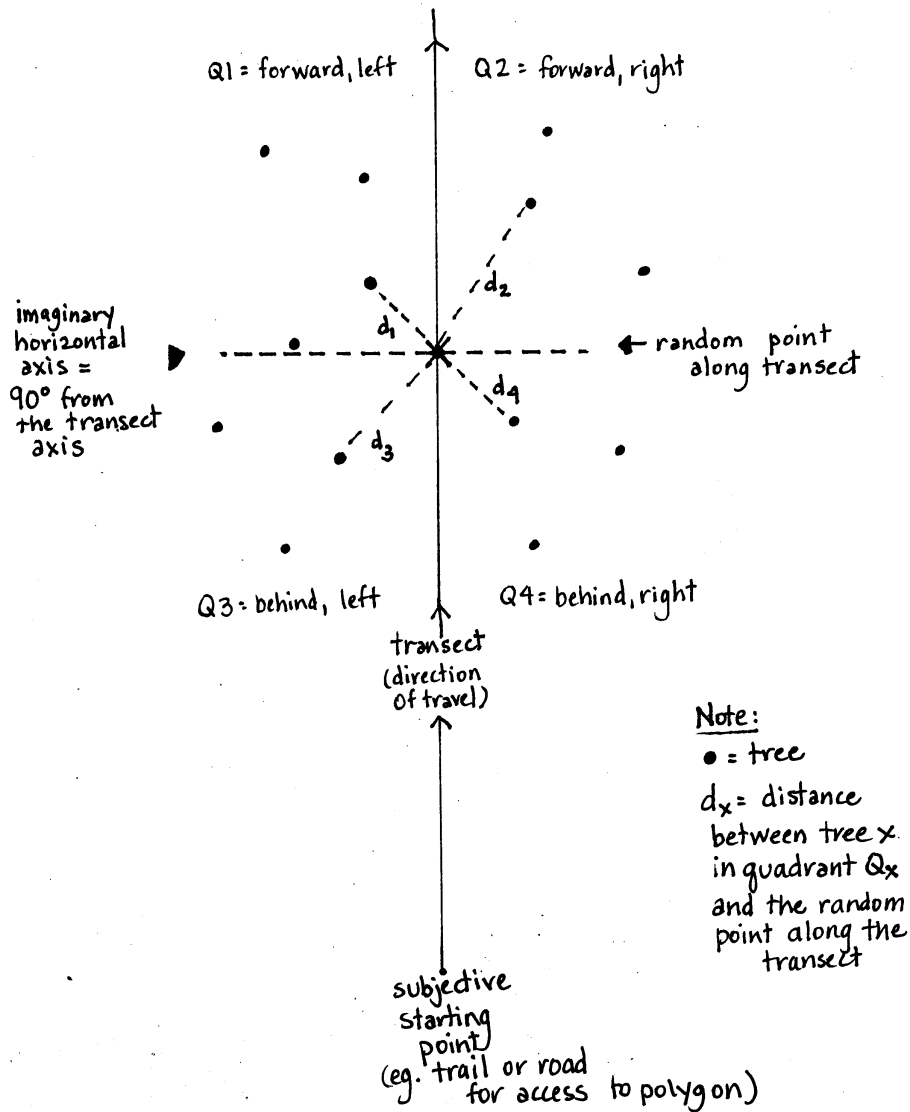 Q1 = forward, left
Q2 = forward, right
d2
imaginary
horizontal
axis =
90° from
the transect
axis
d1
random point
along transect
d4
d3
Q3 = behind, left
Q4 = behind, right
transect
(direction
of travel)
Note:
● = tree
dx = distance
between tree x
in quadrant Qx
and the random
point along the
transect
subjective
starting
point
(eg. trail or road
for access to polygon)